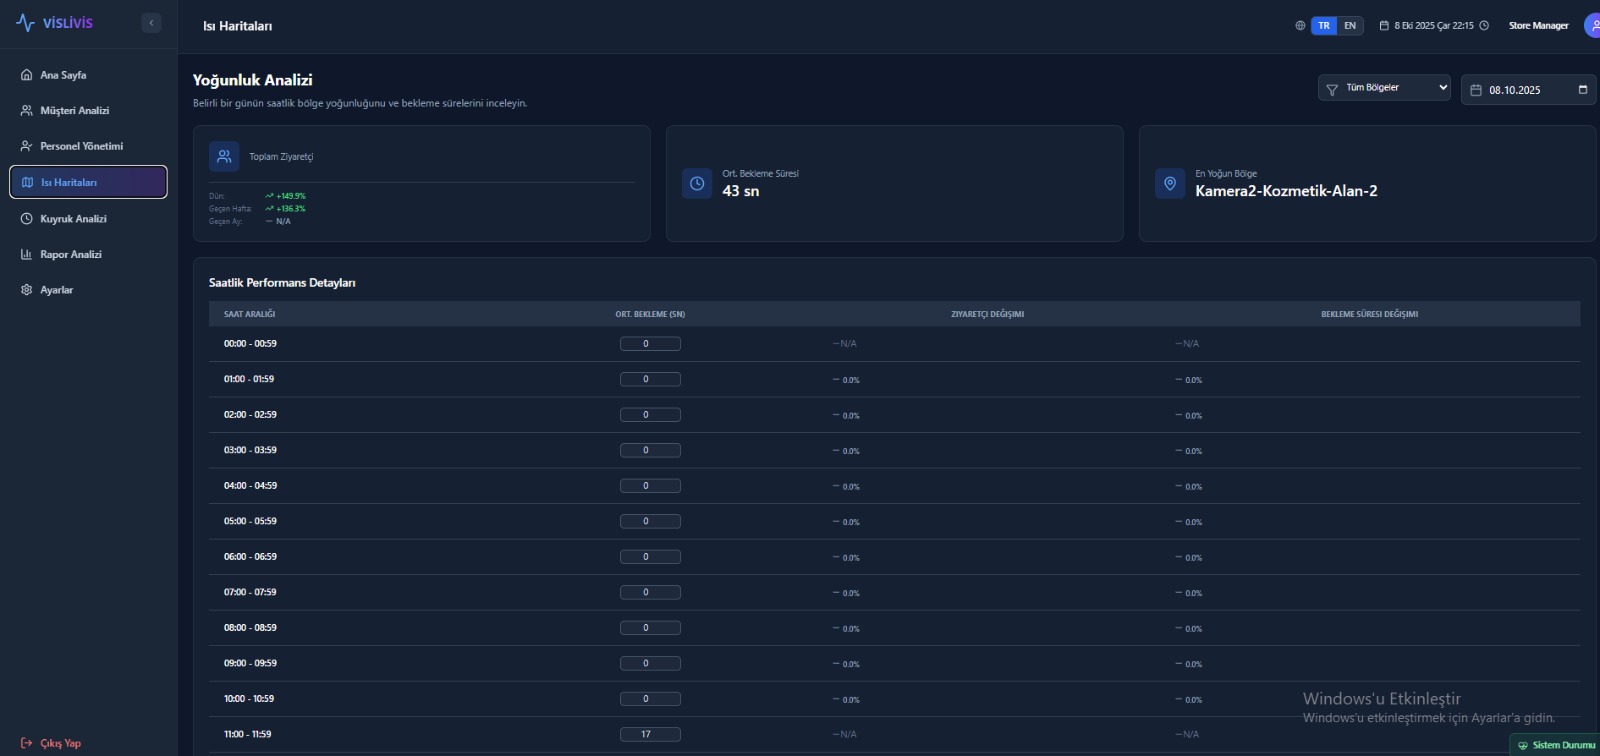 VİSLİVİS
Isı Haritaları
TR EN
8 Eki 2025 Çar 22:15
Store Manager
Ana Sayfa
Müşteri Analizi
Personel Yönetimi
Isı Haritaları
Kuyruk Analizi
Rapor Analizi
Ayarlar
Çıkış Yap
Yoğunluk Analizi
Belirli bir günün saatlik bölge yoğunluğunu ve bekleme sürelerini inceleyin.
Tüm Bölgeler
08.10.2025
Toplam Ziyaretçi
Dün: +149.9%
Geçen Hafta: +136.3%
Geçen Ay: — N/A
Ort. Bekleme Süresi
43 sn
En Yoğun Bölge
Kamera2-Kozmetik-Alan-2
Saatlik Performans Detayları
SAAT ARALIĞI ORT. BEKLEME (SN) ZIYARETÇI DEĞIŞIMI BEKLEME SÜRESI DEĞIŞIMI
00:00 - 00:59 0 — N/A — N/A
01:00 - 01:59 0 — 0.0% — 0.0%
02:00 - 02:59 0 — 0.0% — 0.0%
03:00 - 03:59 0 — 0.0% — 0.0%
04:00 - 04:59 0 — 0.0% — 0.0%
05:00 - 05:59 0 — 0.0% — 0.0%
06:00 - 06:59 0 — 0.0% — 0.0%
07:00 - 07:59 0 — 0.0% — 0.0%
08:00 - 08:59 0 — 0.0% — 0.0%
09:00 - 09:59 0 — 0.0% — 0.0%
10:00 - 10:59 0 — 0.0% — 0.0%
11:00 - 11:59 17 — N/A — N/A
Windows'u Etkinleştir
Windows'u etkinleştirmek için Ayarlar'a gidin.
Sistem Durumu